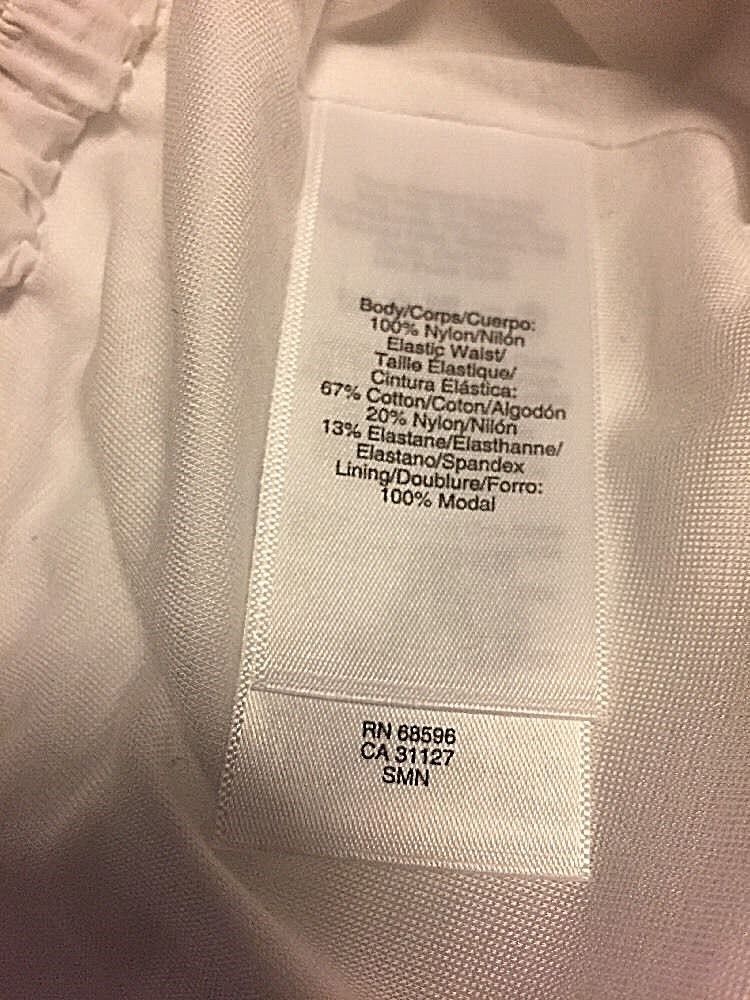 Body/Corps/Cuerpo:
100% Nylon/Nilón
Elastic Waist/
Taille Élastique/
Cintura Elástica:
67% Cotton/Coton/Algodón
20% Nylon/Nilón
13% Elastane/Elasthanne/
Elastano/Spandex
Lining/Doublure/Forro:
100% Modal
RN 68596
CA 31127
SMN